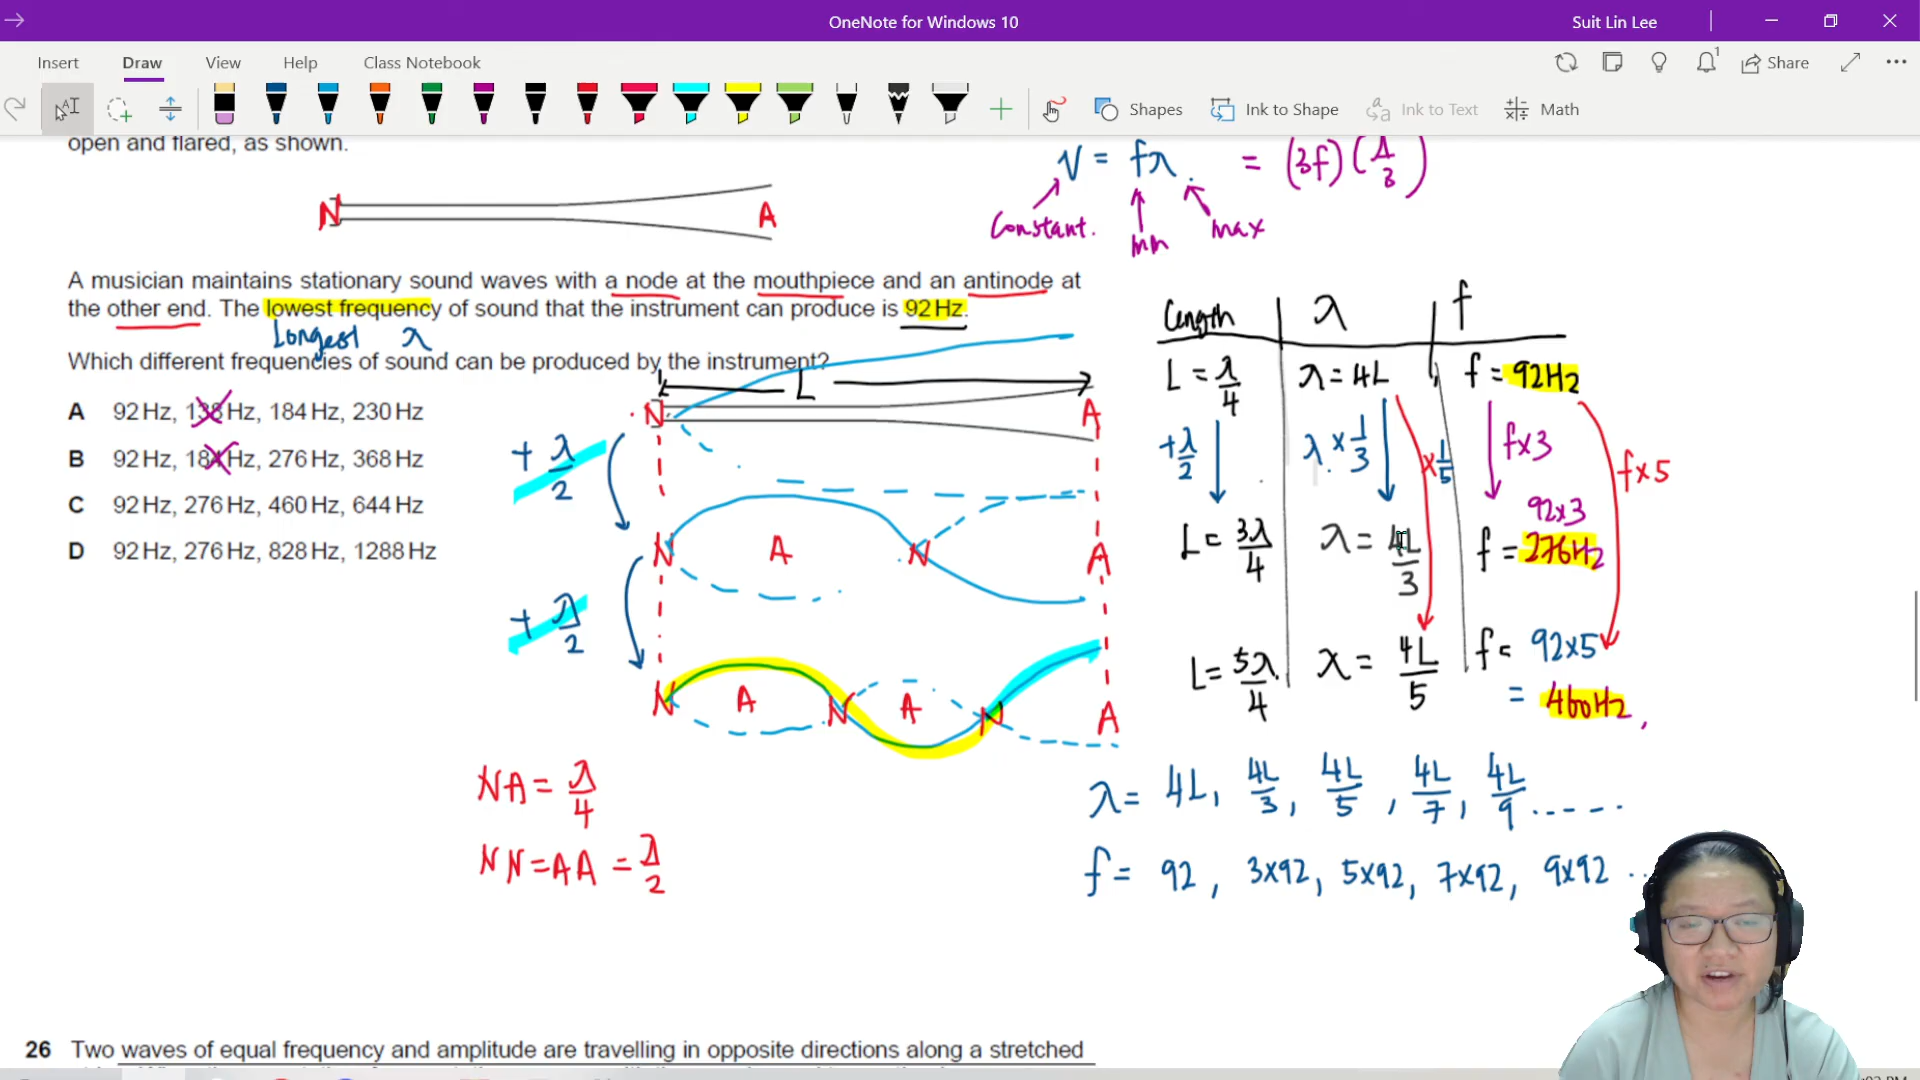 OneNote for Windows 10
Suit Lin Lee
Insert Draw View Help Class Notebook
Share
Shapes Ink to Shape Ink to Text Math
open and flared, as shown.
N A
V = fλ = (3f)(λ/3)
Constant. min max
A musician maintains stationary sound waves with a node at the mouthpiece and an antinode at
the other end. The lowest frequency of sound that the instrument can produce is 92 Hz.
Longest λ
Which different frequencies of sound can be produced by the instrument?
A 92 Hz, 138 Hz, 184 Hz, 230 Hz
B 92 Hz, 184 Hz, 276 Hz, 368 Hz
C 92 Hz, 276 Hz, 460 Hz, 644 Hz
D 92 Hz, 276 Hz, 828 Hz, 1288 Hz
L
N A
+ λ/2
N A N A
+ λ/2
N A N A N A
NA = λ/4
NN = AA = λ/2
Length λ f
L = λ/4 λ = 4L f = 92Hz
+λ/2 λ × 1/3 × 1/5 f×3 f×5
92×3
L = 3λ/4 λ = 4L/3 f = 276Hz
L = 5λ/4 λ = 4L/5 f = 92×5
= 460Hz
λ = 4L, 4L/3, 4L/5, 4L/7, 4L/9 ......
f = 92, 3×92, 5×92, 7×92, 9×92 ..
26 Two waves of equal frequency and amplitude are travelling in opposite directions along a stretched